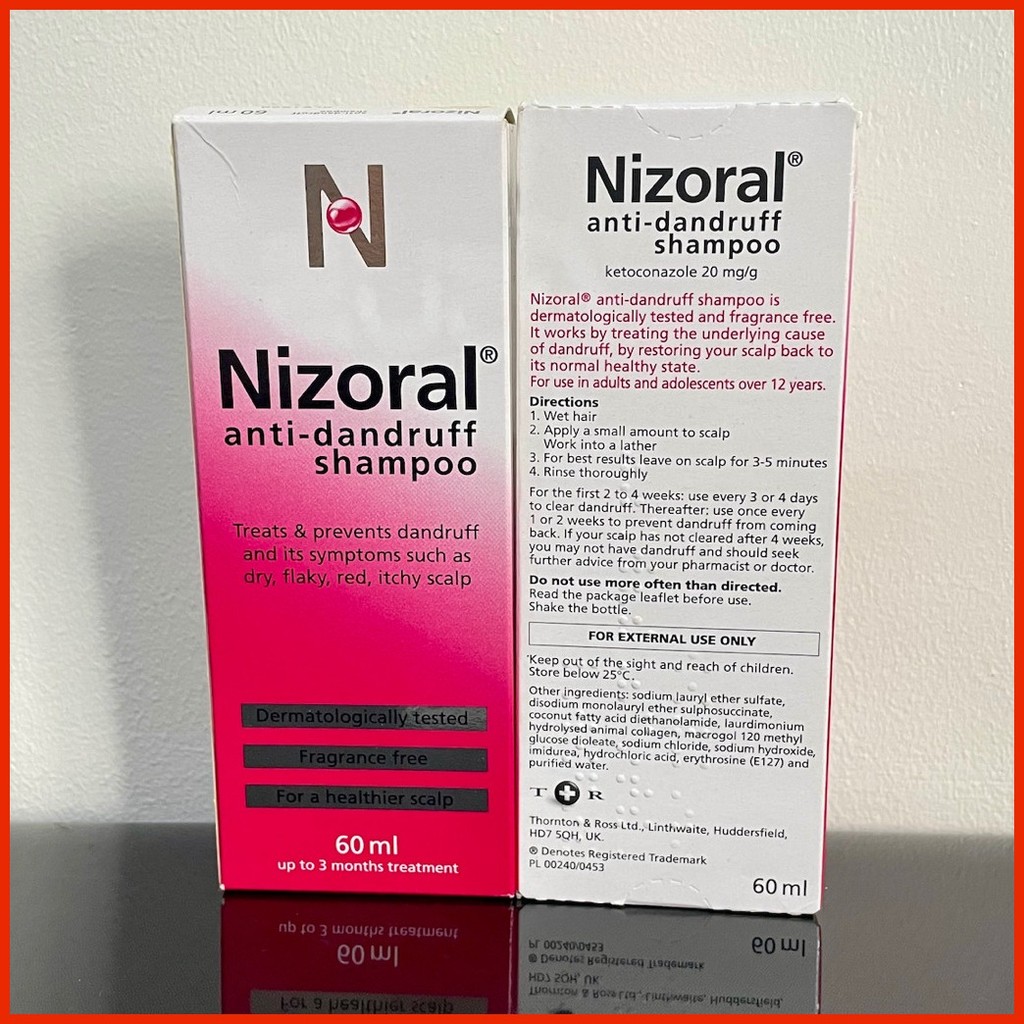 60 ml
N
Nizoral®
anti-dandruff
shampoo
Treats & prevents dandruff
and its symptoms such as
dry, flaky, red, itchy scalp
Dermatologically tested
Fragrance free
For a healthier scalp
60 ml
up to 3 months treatment
Nizoral®
anti-dandruff
shampoo
ketoconazole 20 mg/g
Nizoral® anti-dandruff shampoo is
dermatologically tested and fragrance free.
It works by treating the underlying cause
of dandruff, by restoring your scalp back to
its normal healthy state.
For use in adults and adolescents over 12 years.
Directions
1. Wet hair
2. Apply a small amount to scalp
Work into a lather
3. For best results leave on scalp for 3-5 minutes
4. Rinse thoroughly
For the first 2 to 4 weeks: use every 3 or 4 days
to clear dandruff. Thereafter: use once every
1 or 2 weeks to prevent dandruff from coming
back. If your scalp has not cleared after 4 weeks,
you may not have dandruff and should seek
further advice from your pharmacist or doctor.
Do not use more often than directed.
Read the package leaflet before use.
Shake the bottle.
FOR EXTERNAL USE ONLY
Keep out of the sight and reach of children.
Store below 25°C.
Other ingredients: sodium lauryl ether sulfate,
disodium monolauryl ether sulphosuccinate,
coconut fatty acid diethanolamide, laurdimonium
hydrolysed animal collagen, macrogol 120 methyl
glucose dioleate, sodium chloride, sodium hydroxide,
imidurea, hydrochloric acid, erythrosine (E127) and
purified water.
T R
Thornton & Ross Ltd., Linthwaite, Huddersfield,
HD7 5QH, UK.
® Denotes Registered Trademark
PL 00240/0453
60 ml